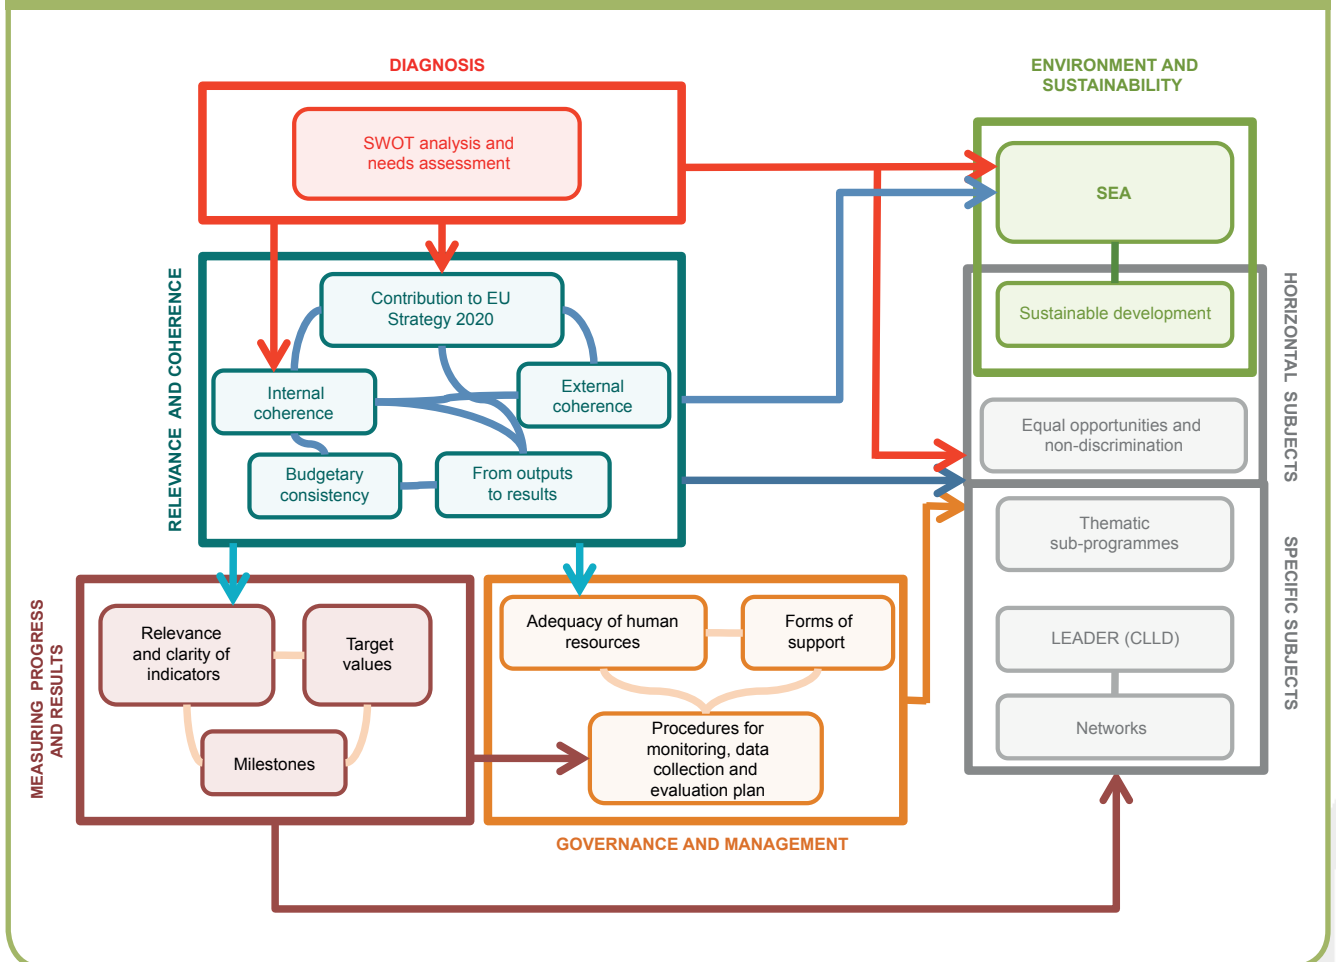 DIAGNOSIS
SWOT analysis and
needs assessment
ENVIRONMENT AND
SUSTAINABILITY
SEA
Sustainable development
RELEVANCE AND COHERENCE
Contribution to EU
Strategy 2020
Internal
coherence
External
coherence
Budgetary
consistency
From outputs
to results
HORIZONTAL SUBJECTS
Equal opportunities and
non-discrimination
SPECIFIC SUBJECTS
Thematic
sub-programmes
LEADER (CLLD)
Networks
MEASURING PROGRESS
AND RESULTS
Relevance
and clarity of
indicators
Target
values
Milestones
Adequacy of human
resources
Forms of
support
Procedures for
monitoring, data
collection and
evaluation plan
GOVERNANCE AND MANAGEMENT